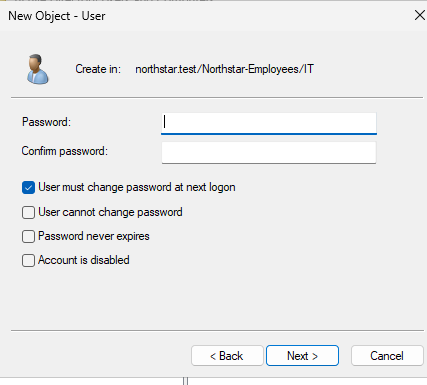 New Object - User
Create in: northstar.test/Northstar-Employees/IT
Password:
Confirm password:
User must change password at next logon
User cannot change password
Password never expires
Account is disabled
< Back Next > Cancel